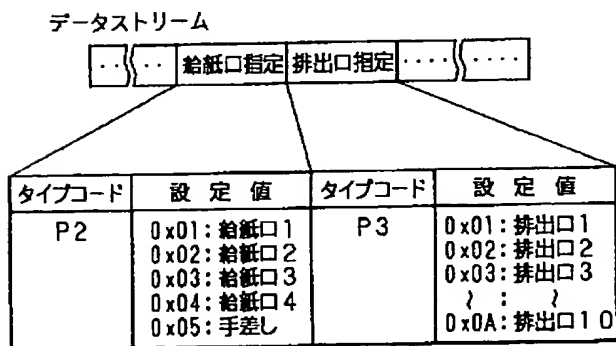 データストリーム
‥ ‥ 給紙口指定 排出口指定 ‥‥ ‥‥‥
タイプコード 設定値 タイプコード 設定値
P2 0x01:給紙口1 P3 0x01:排出口1
0x02:給紙口2 0x02:排出口2
0x03:給紙口3 0x03:排出口3
0x04:給紙口4 〜 : 〜
0x05:手差し 0x0A:排出口10